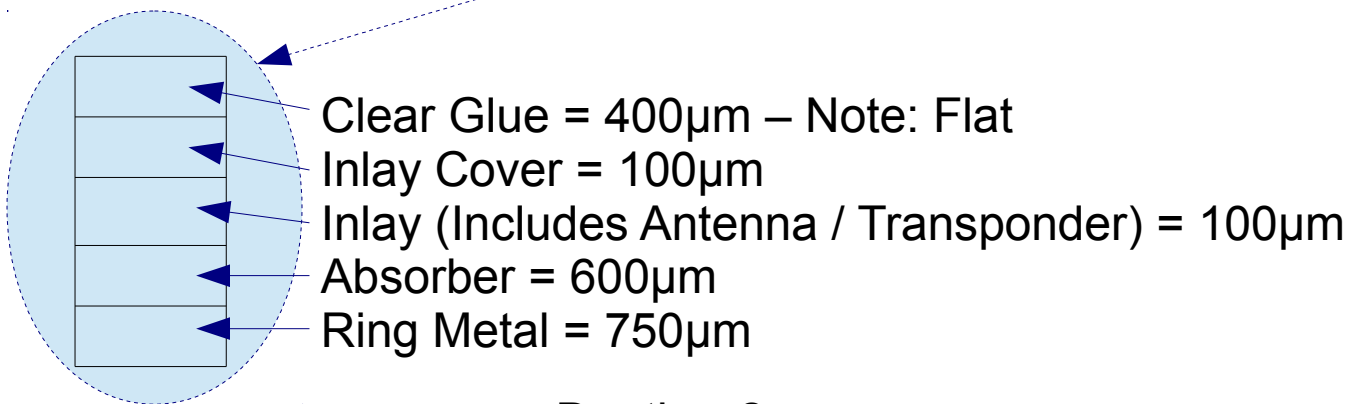 Clear Glue = 400µm – Note: Flat
Inlay Cover = 100µm
Inlay (Includes Antenna / Transponder) = 100µm
Absorber = 600µm
Ring Metal = 750µm